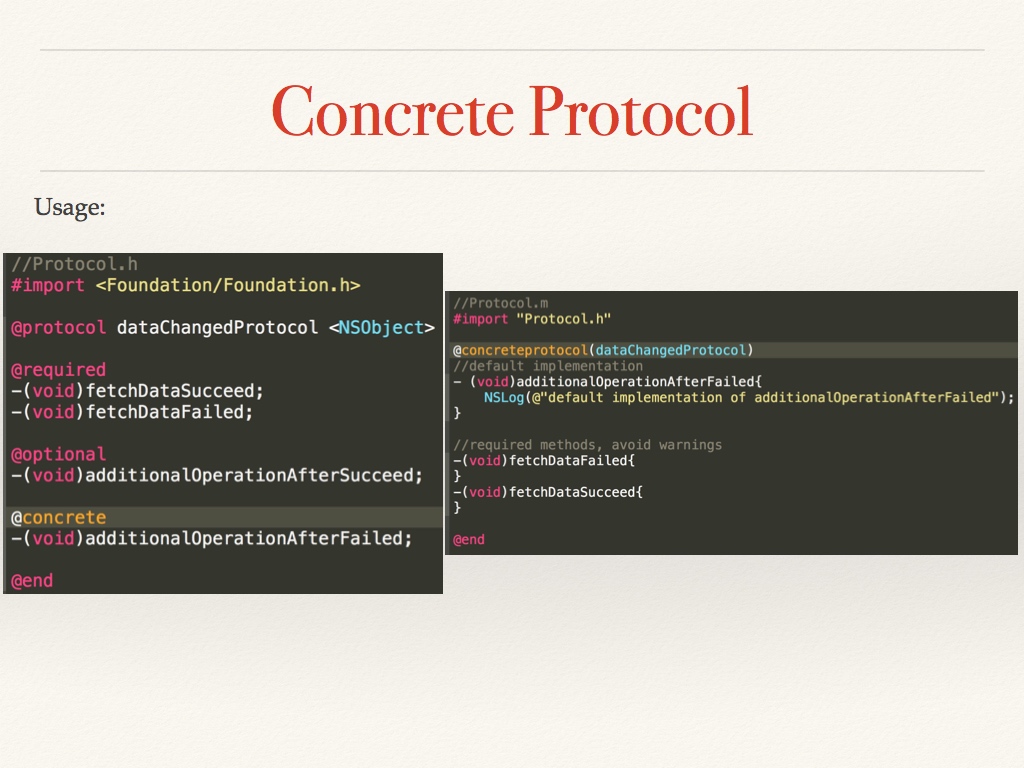 Concrete Protocol
Usage:
//Protocol.h
#import <Foundation/Foundation.h>
@protocol dataChangedProtocol <NSObject>
@required
-(void)fetchDataSucceed;
-(void)fetchDataFailed;
@optional
-(void)additionalOperationAfterSucceed;
@concrete
-(void)additionalOperationAfterFailed;
@end
//Protocol.m
#import "Protocol.h"
@concreteprotocol(dataChangedProtocol)
//default implementation
- (void)additionalOperationAfterFailed{
    NSLog(@"default implementation of additionalOperationAfterFailed");
}
//required methods, avoid warnings
-(void)fetchDataFailed{
}
-(void)fetchDataSucceed{
}
@end